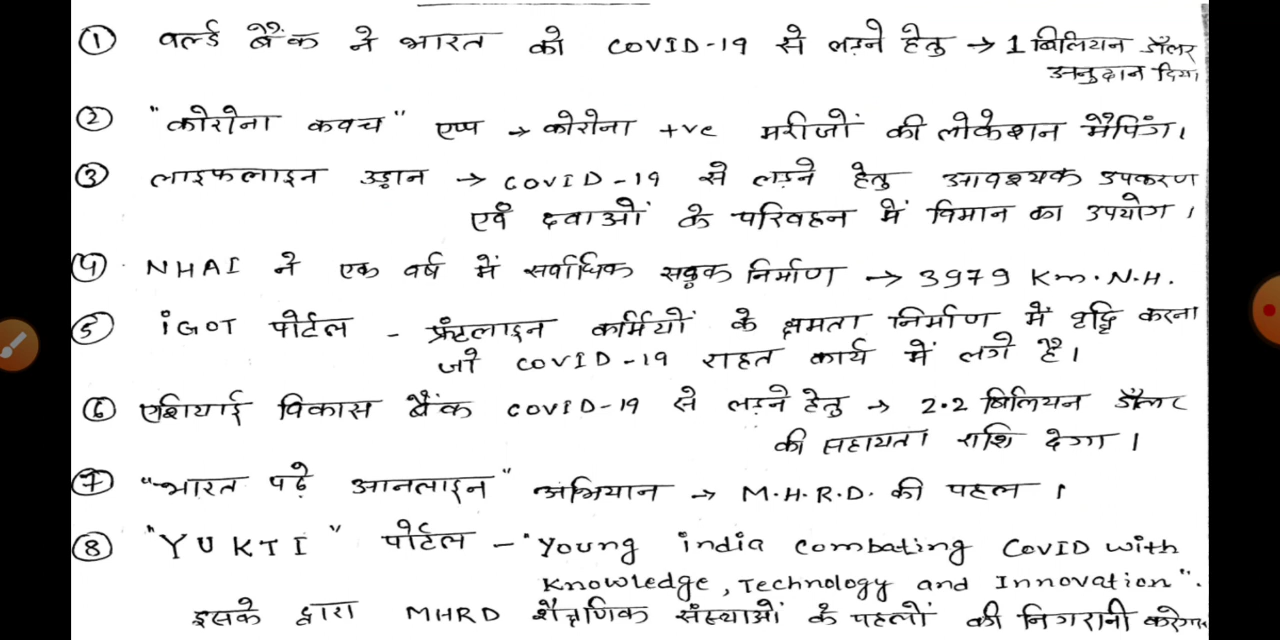 ① वर्ल्ड बैंक ने भारत को COVID-19 से लड़ने हेतु → 1 बिलियन डॉलर
अनुदान दिया।
② "कोरोना कवच" एप्प → कोरोना +ve मरीजों की लोकेशन मैपिंग।
③ लाइफलाइन उड़ान → COVID-19 से लड़ने हेतु आवश्यक उपकरण
एवं दवाओं के परिवहन में विमान का उपयोग।
④ NHAI ने एक वर्ष में सर्वाधिक सड़क निर्माण → 3979 Km.N.H.
⑤ iGOT पोर्टल - फ्रंटलाइन कर्मियों के क्षमता निर्माण में वृद्धि करना
जो COVID-19 राहत कार्य में लगे है।
⑥ एशियाई विकास बैंक COVID-19 से लड़ने हेतु → 2.2 बिलियन डॉलर
की सहायता राशि देगा।
⑦ "भारत पढ़े आनलाइन" अभियान → M.H.R.D. की पहल।
⑧ "YUKTI" पोर्टल - "Young india Combating COVID with
Knowledge, Technology and Innovation".
इसके द्वारा MHRD शैक्षणिक संस्थाओं के पहलों की निगरानी करेगा